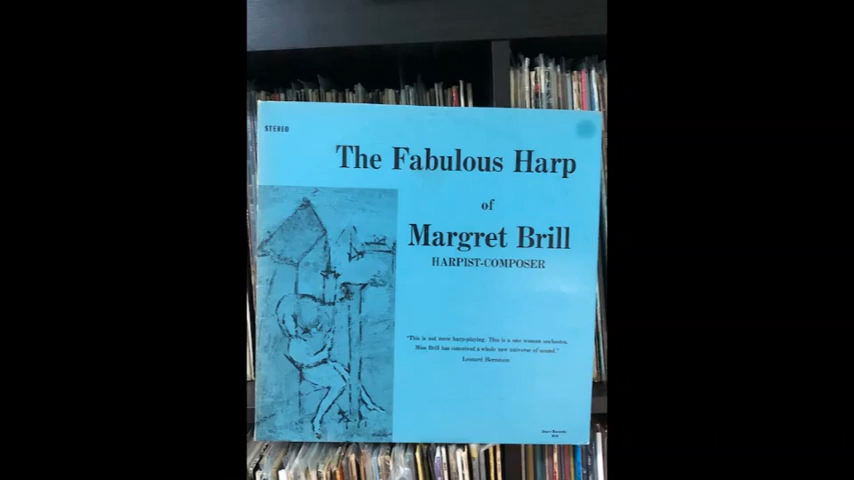 STEREO
The Fabulous Harp
of
Margret Brill
HARPIST-COMPOSER
"This is not mere harp-playing. This is a one woman orchestra.
Miss Brill has conceived a whole new universe of sound."
Leonard Bernstein
Records